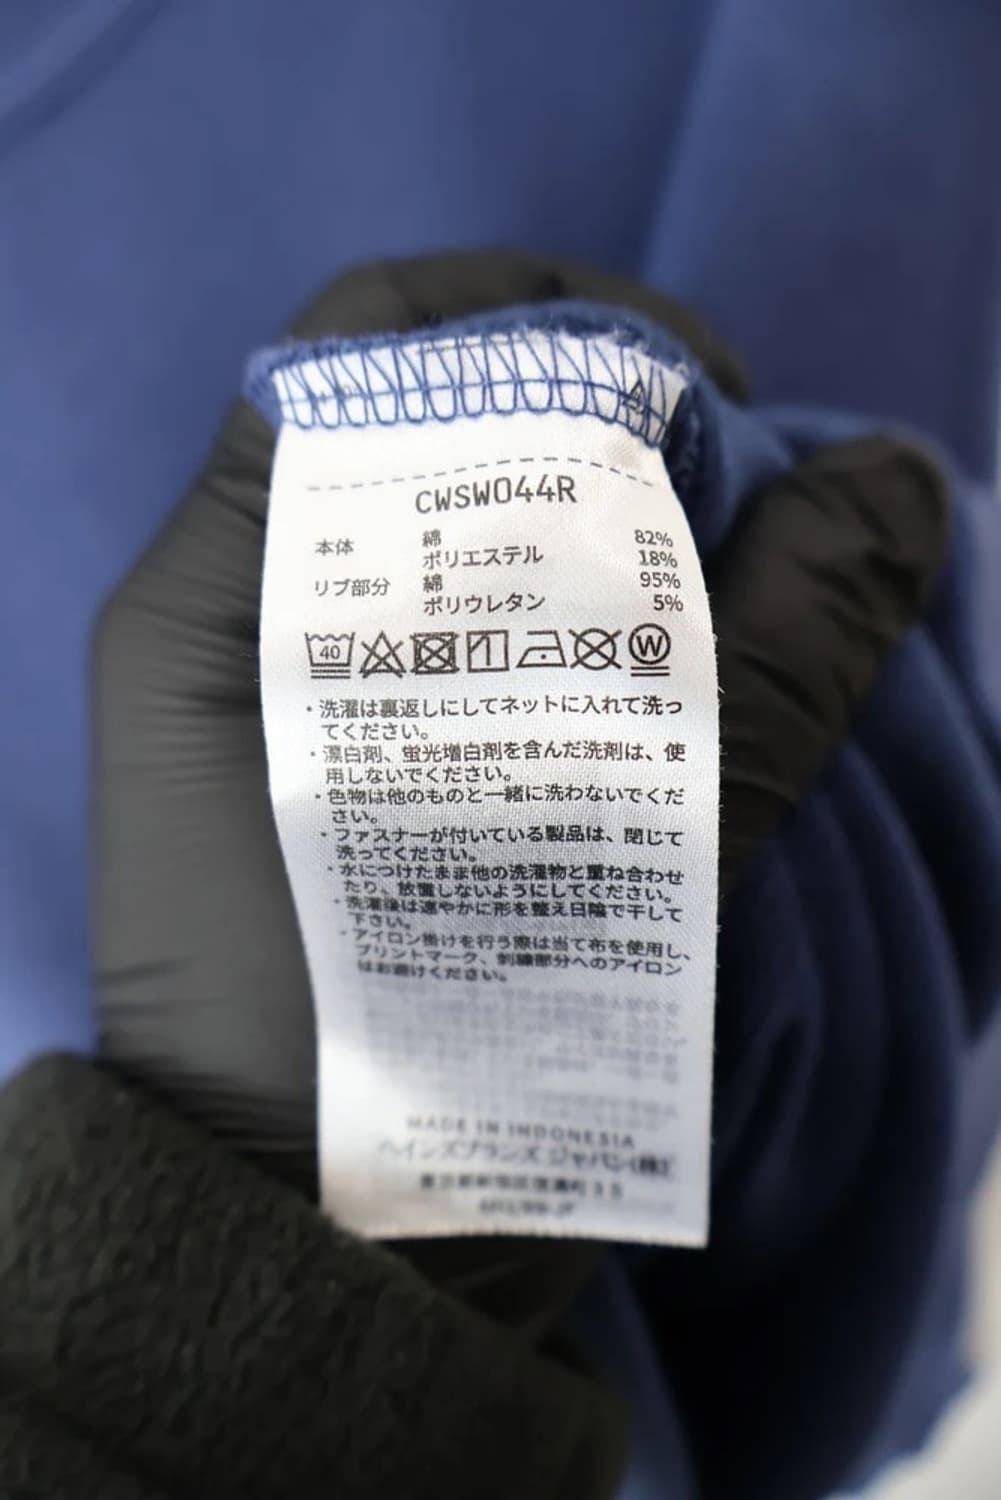 CWSW044R
本体 綿 82%
ポリエステル 18%
リブ部分 綿 95%
ポリウレタン 5%
40 W
・洗濯は裏返しにしてネットに入れて洗っ
てください。
・漂白剤、蛍光増白剤を含んだ洗剤は、使
用しないでください。
・色物は他のものと一緒に洗わないでくだ
さい。
・ファスナーが付いている製品は、閉じて
洗ってください。
・水につけたまま他の洗濯物と重ね合わせ
たり、放置しないようにしてください。
・洗濯後は速やかに形を整え日陰で干して
下さい。
・アイロン掛けを行う際は当て布を使用し、
プリントマーク、刺繍部分へのアイロン
はお避けください。
MADE IN INDONESIA
ヘインズブランズ ジャパン(株)
東京都新宿区